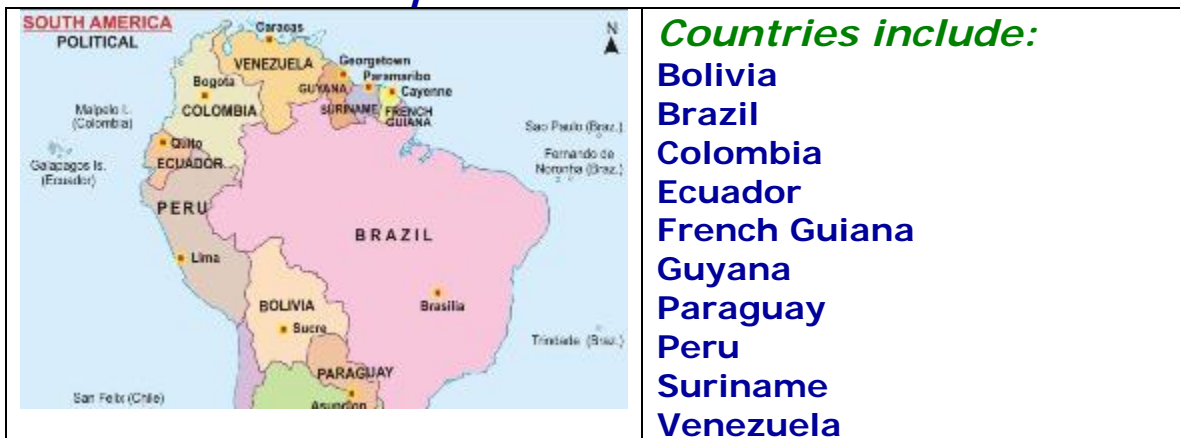 SOUTH AMERICA
POLITICAL
N
Caracas
VENEZUELA
Georgetown
Paramaribo
Cayenne
Bogota
GUYANA
SURINAME
FRENCH
GUIANA
COLOMBIA
Malpelo I.
(Colombia)
Sao Paulo (Braz.)
Quito
ECUADOR
Galapagos Is.
(Ecuador)
Fernando de
Noronha (Braz.)
PERU
BRAZIL
Lima
BOLIVIA
Brasilia
Sucre
Trindade (Braz.)
PARAGUAY
San Felix (Chile)
Asuncion
Countries include:
Bolivia
Brazil
Colombia
Ecuador
French Guiana
Guyana
Paraguay
Peru
Suriname
Venezuela